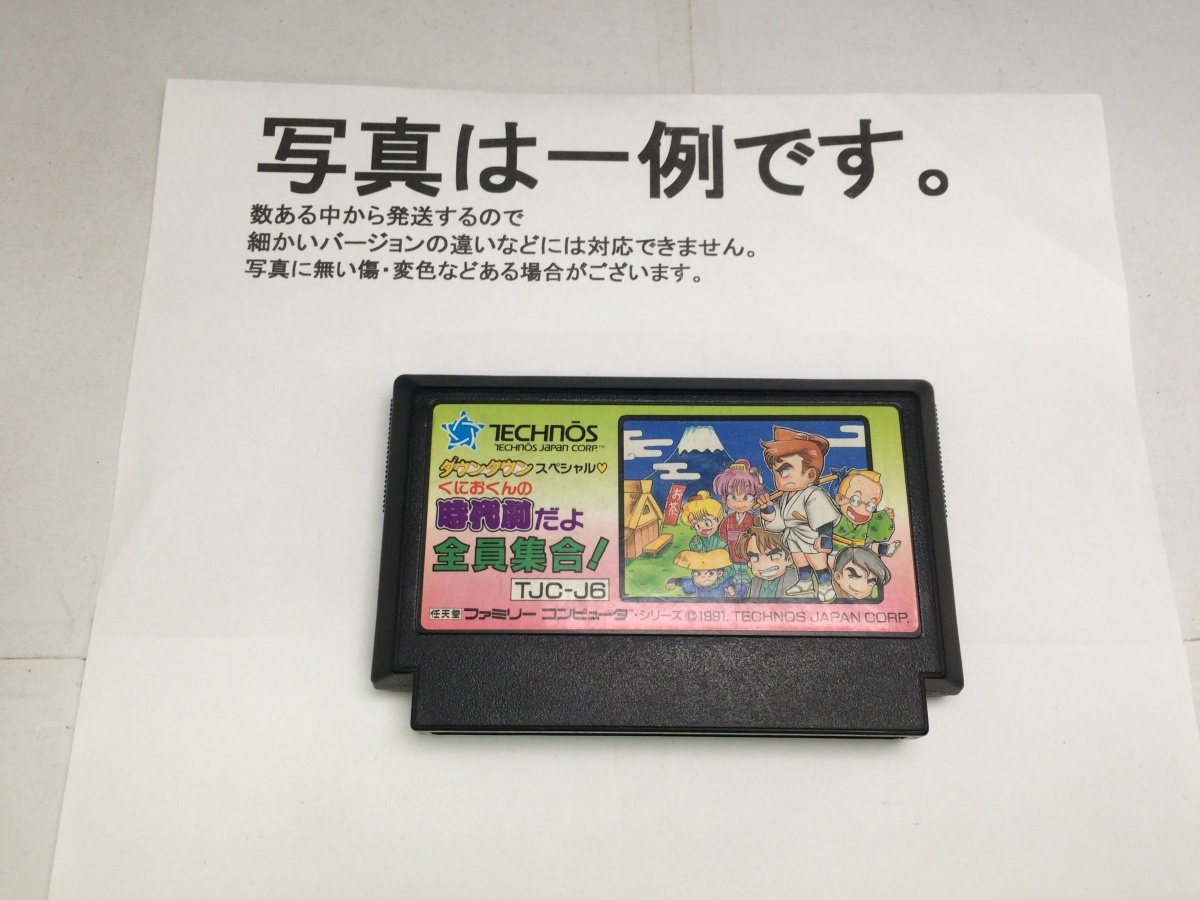 写真は一例です。
数ある中から発送するので
細かいバージョンの違いなどには対応できません。
写真に無い傷・変色などある場合がございます。
TECHNŌS
TECHNŌS JAPAN CORP.™
ダウンタウンスペシャル♥
くにおくんの
時代劇だよ
全員集合!
TJC-J6
お茶
任天堂 ファミリー コンピュータ・シリーズ ©1991. TECHNOS JAPAN CORP.